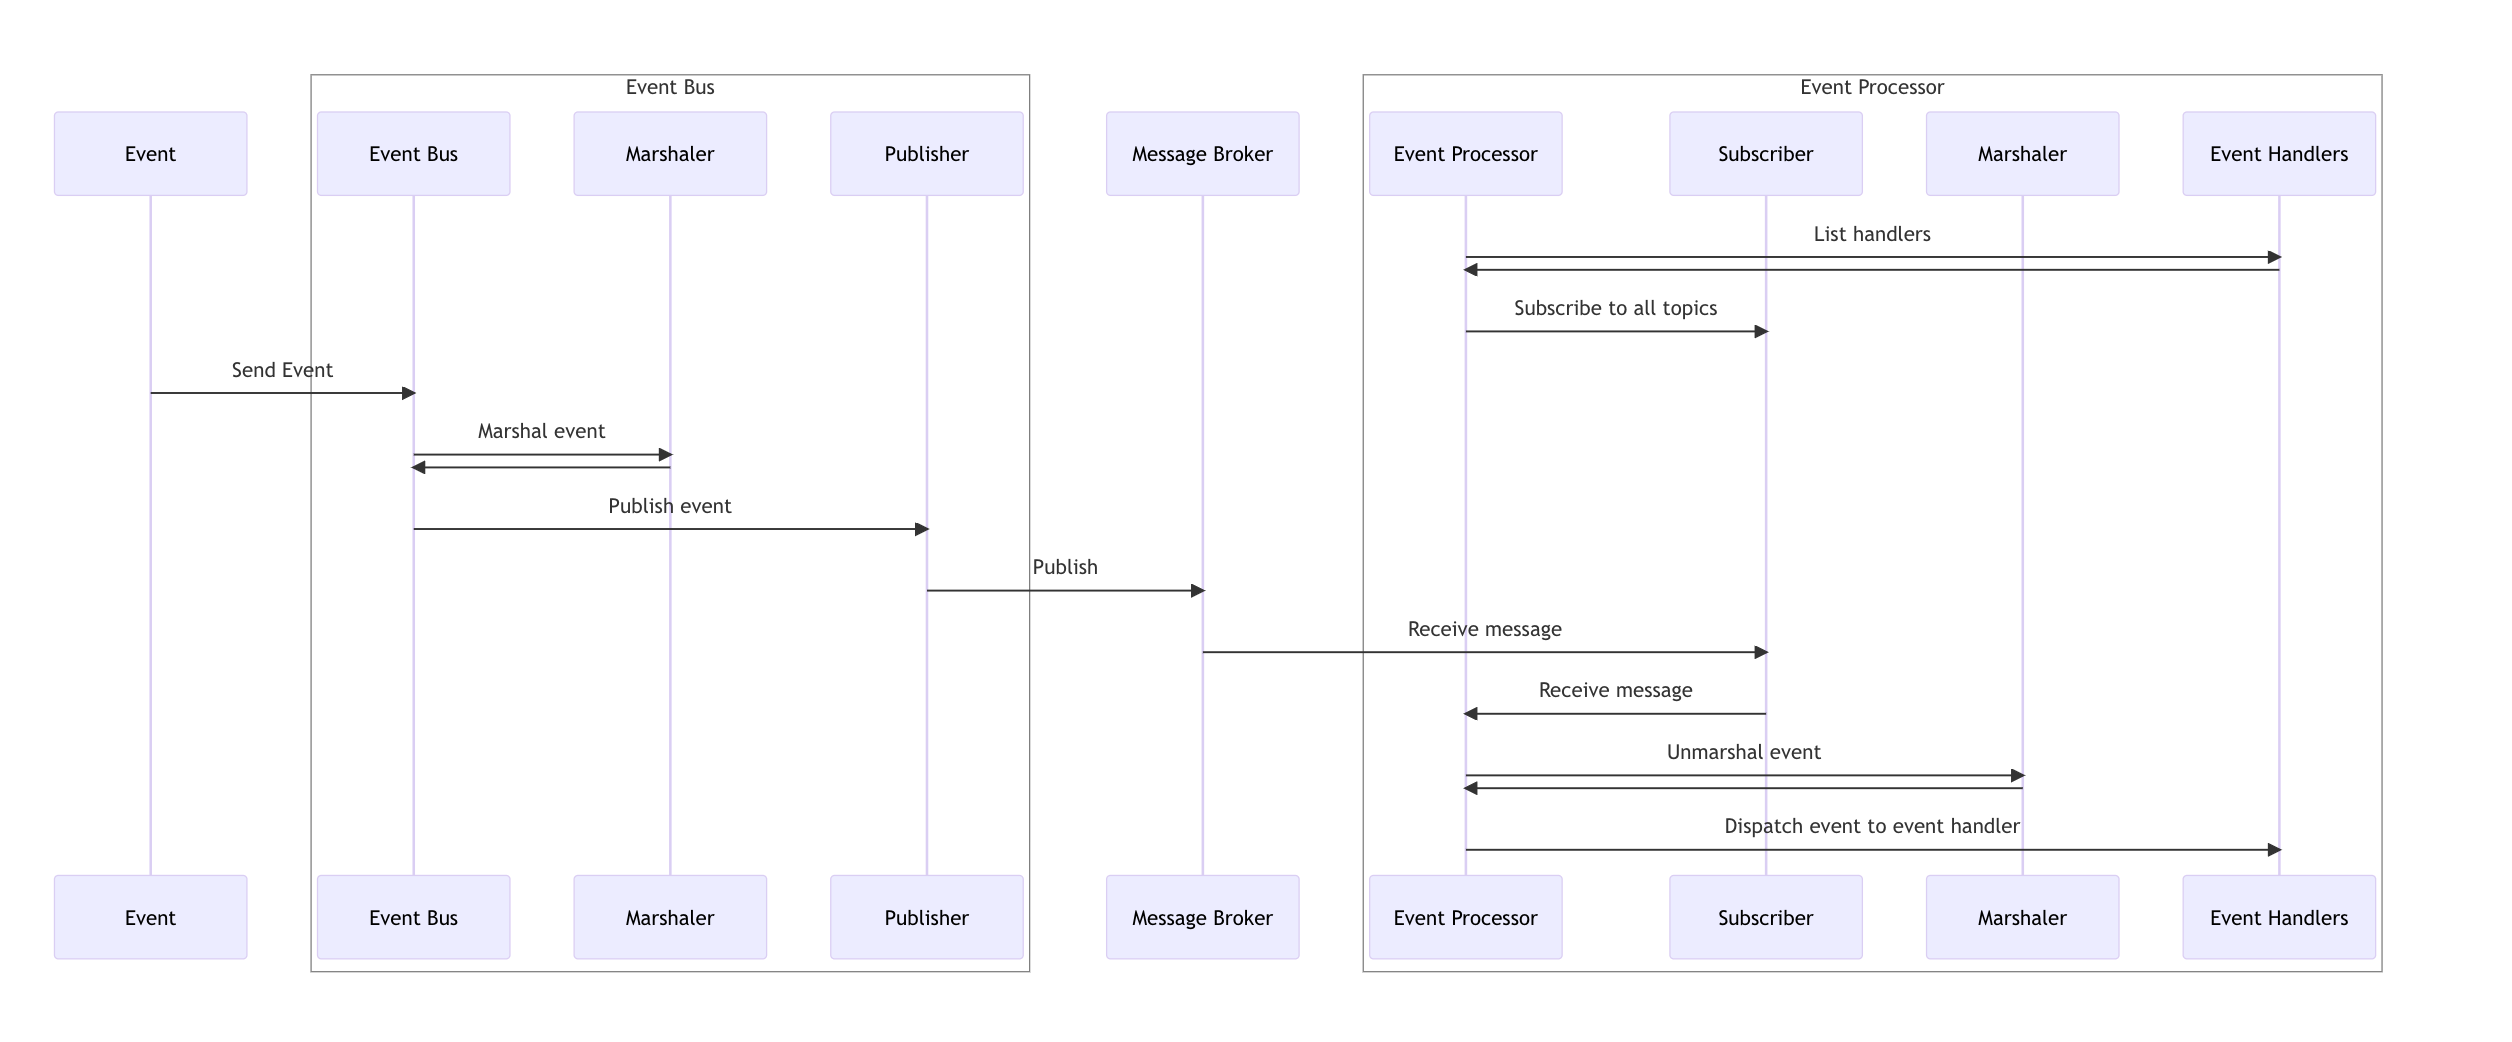 Event Bus
Event Processor
Event
Event Bus
Marshaler
Publisher
Message Broker
Event Processor
Subscriber
Marshaler
Event Handlers
List handlers
Subscribe to all topics
Send Event
Marshal event
Publish event
Publish
Receive message
Receive message
Unmarshal event
Dispatch event to event handler
Event
Event Bus
Marshaler
Publisher
Message Broker
Event Processor
Subscriber
Marshaler
Event Handlers